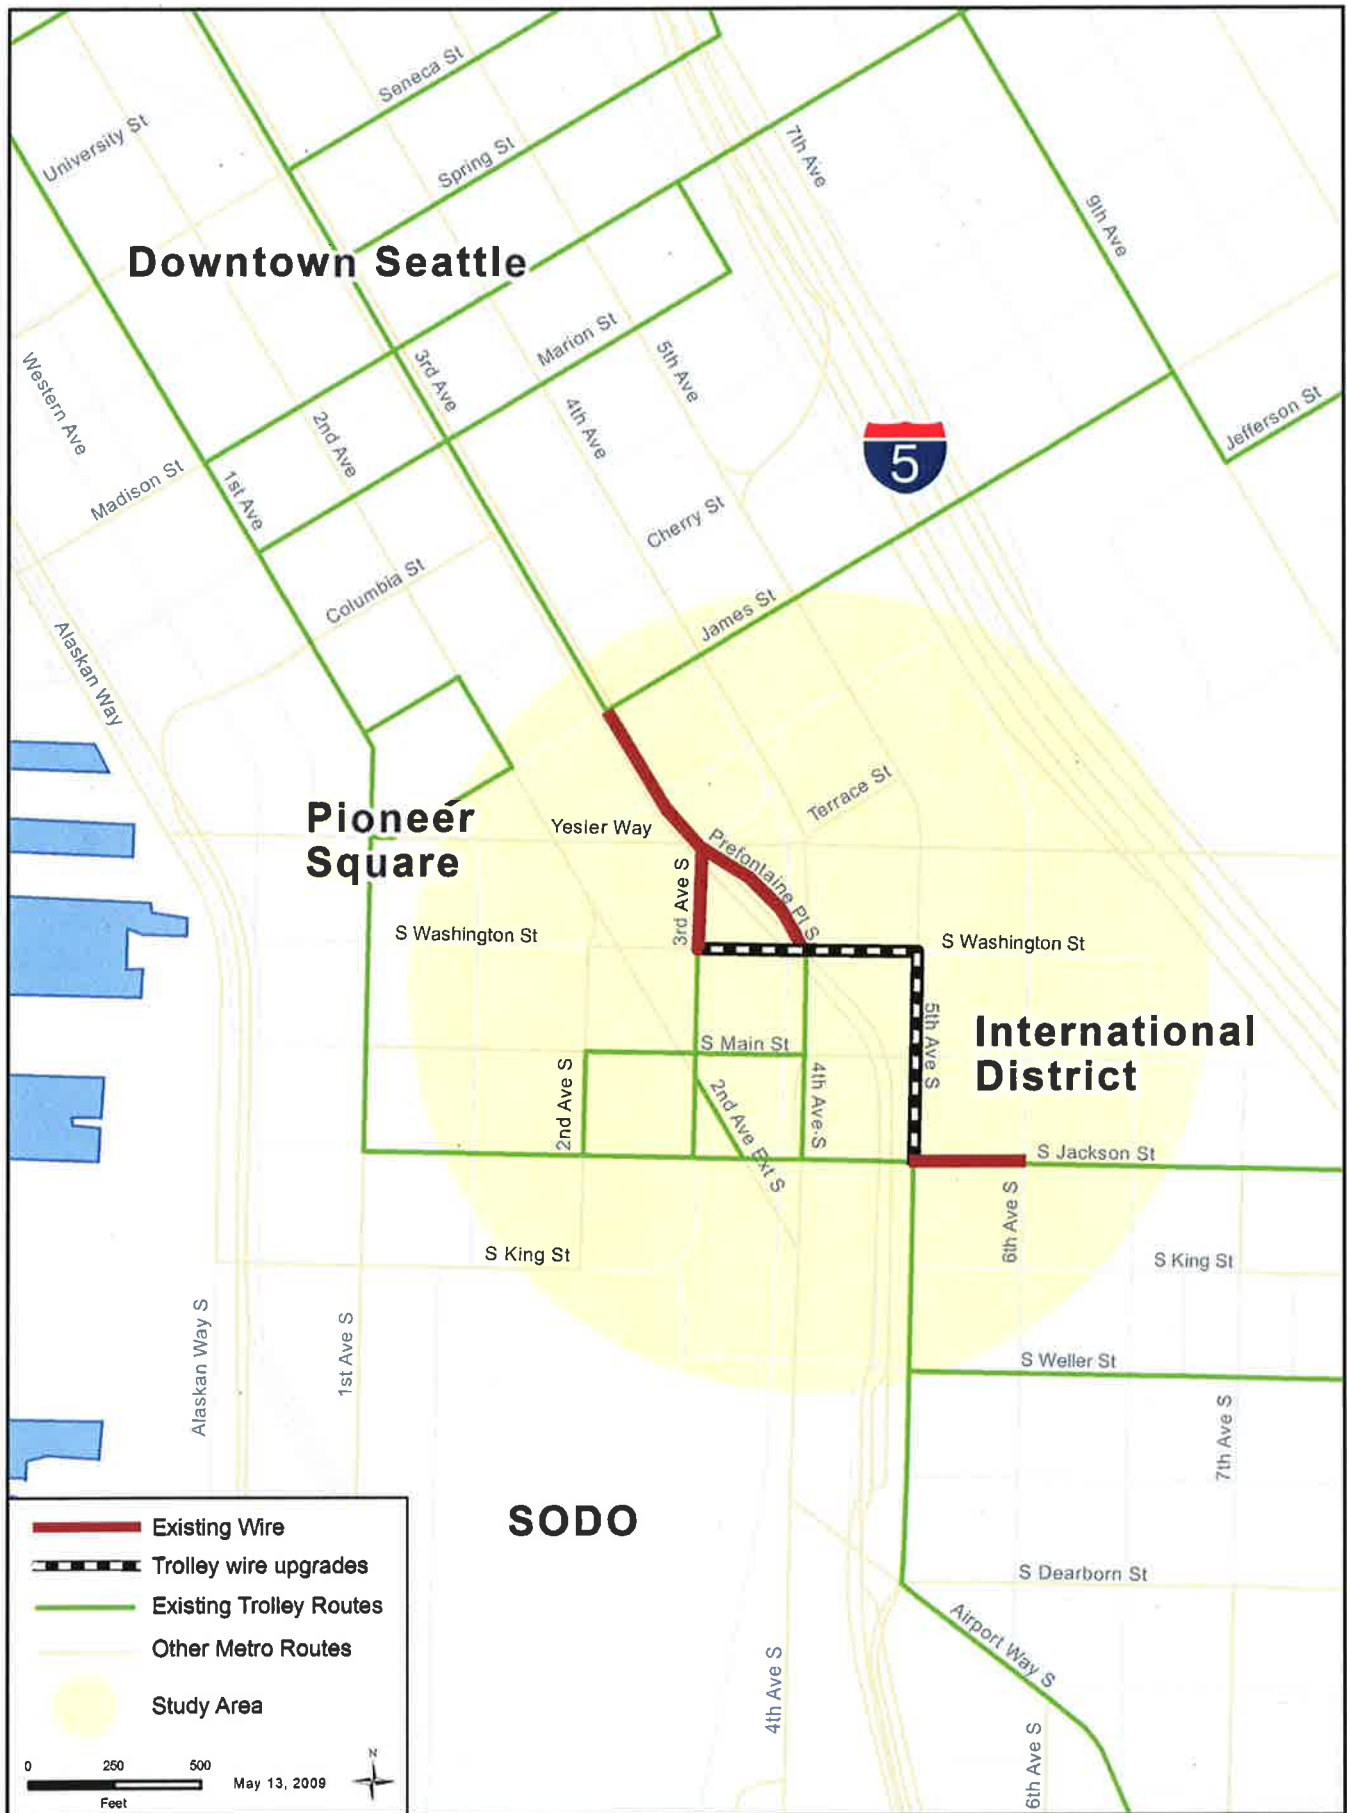 Seneca St
University St
Spring St
7th Ave
9th Ave
Downtown Seattle
Marion St
5th Ave
3rd Ave
Western Ave
4th Ave
2nd Ave
Jefferson St
5
Madison St
1st Ave
Cherry St
Columbia St
James St
Alaskan Way
Terrace St
Pioneer
Square
Yesler Way
Prefontaine Pl S
3rd Ave S
S Washington St
S Washington St
5th Ave S
International
District
S Main St
2nd Ave S
2nd Ave Ext S
4th Ave S
S Jackson St
6th Ave S
S King St
S King St
Alaskan Way S
1st Ave S
S Weller St
7th Ave S
SODO
S Dearborn St
Airport Way S
4th Ave S
6th Ave S
Existing Wire
Trolley wire upgrades
Existing Trolley Routes
Other Metro Routes
Study Area
0 250 500
Feet
May 13, 2009
N